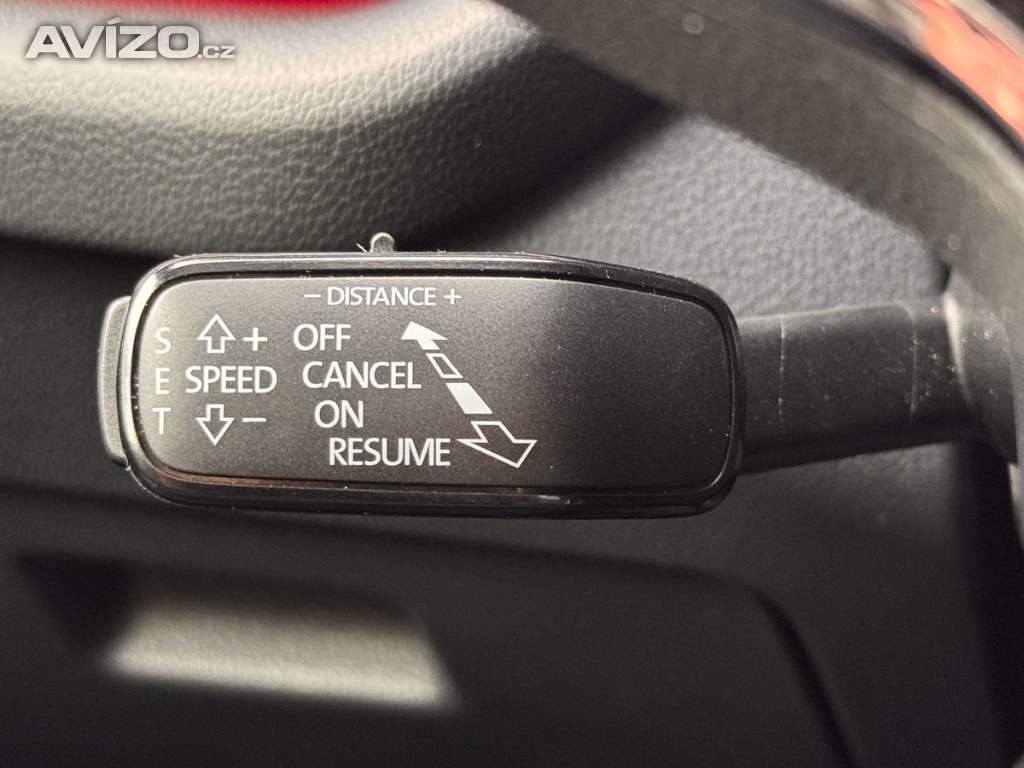 AVÍZO.cz
− DISTANCE +
S + OFF
E SPEED CANCEL
T − ON
RESUME